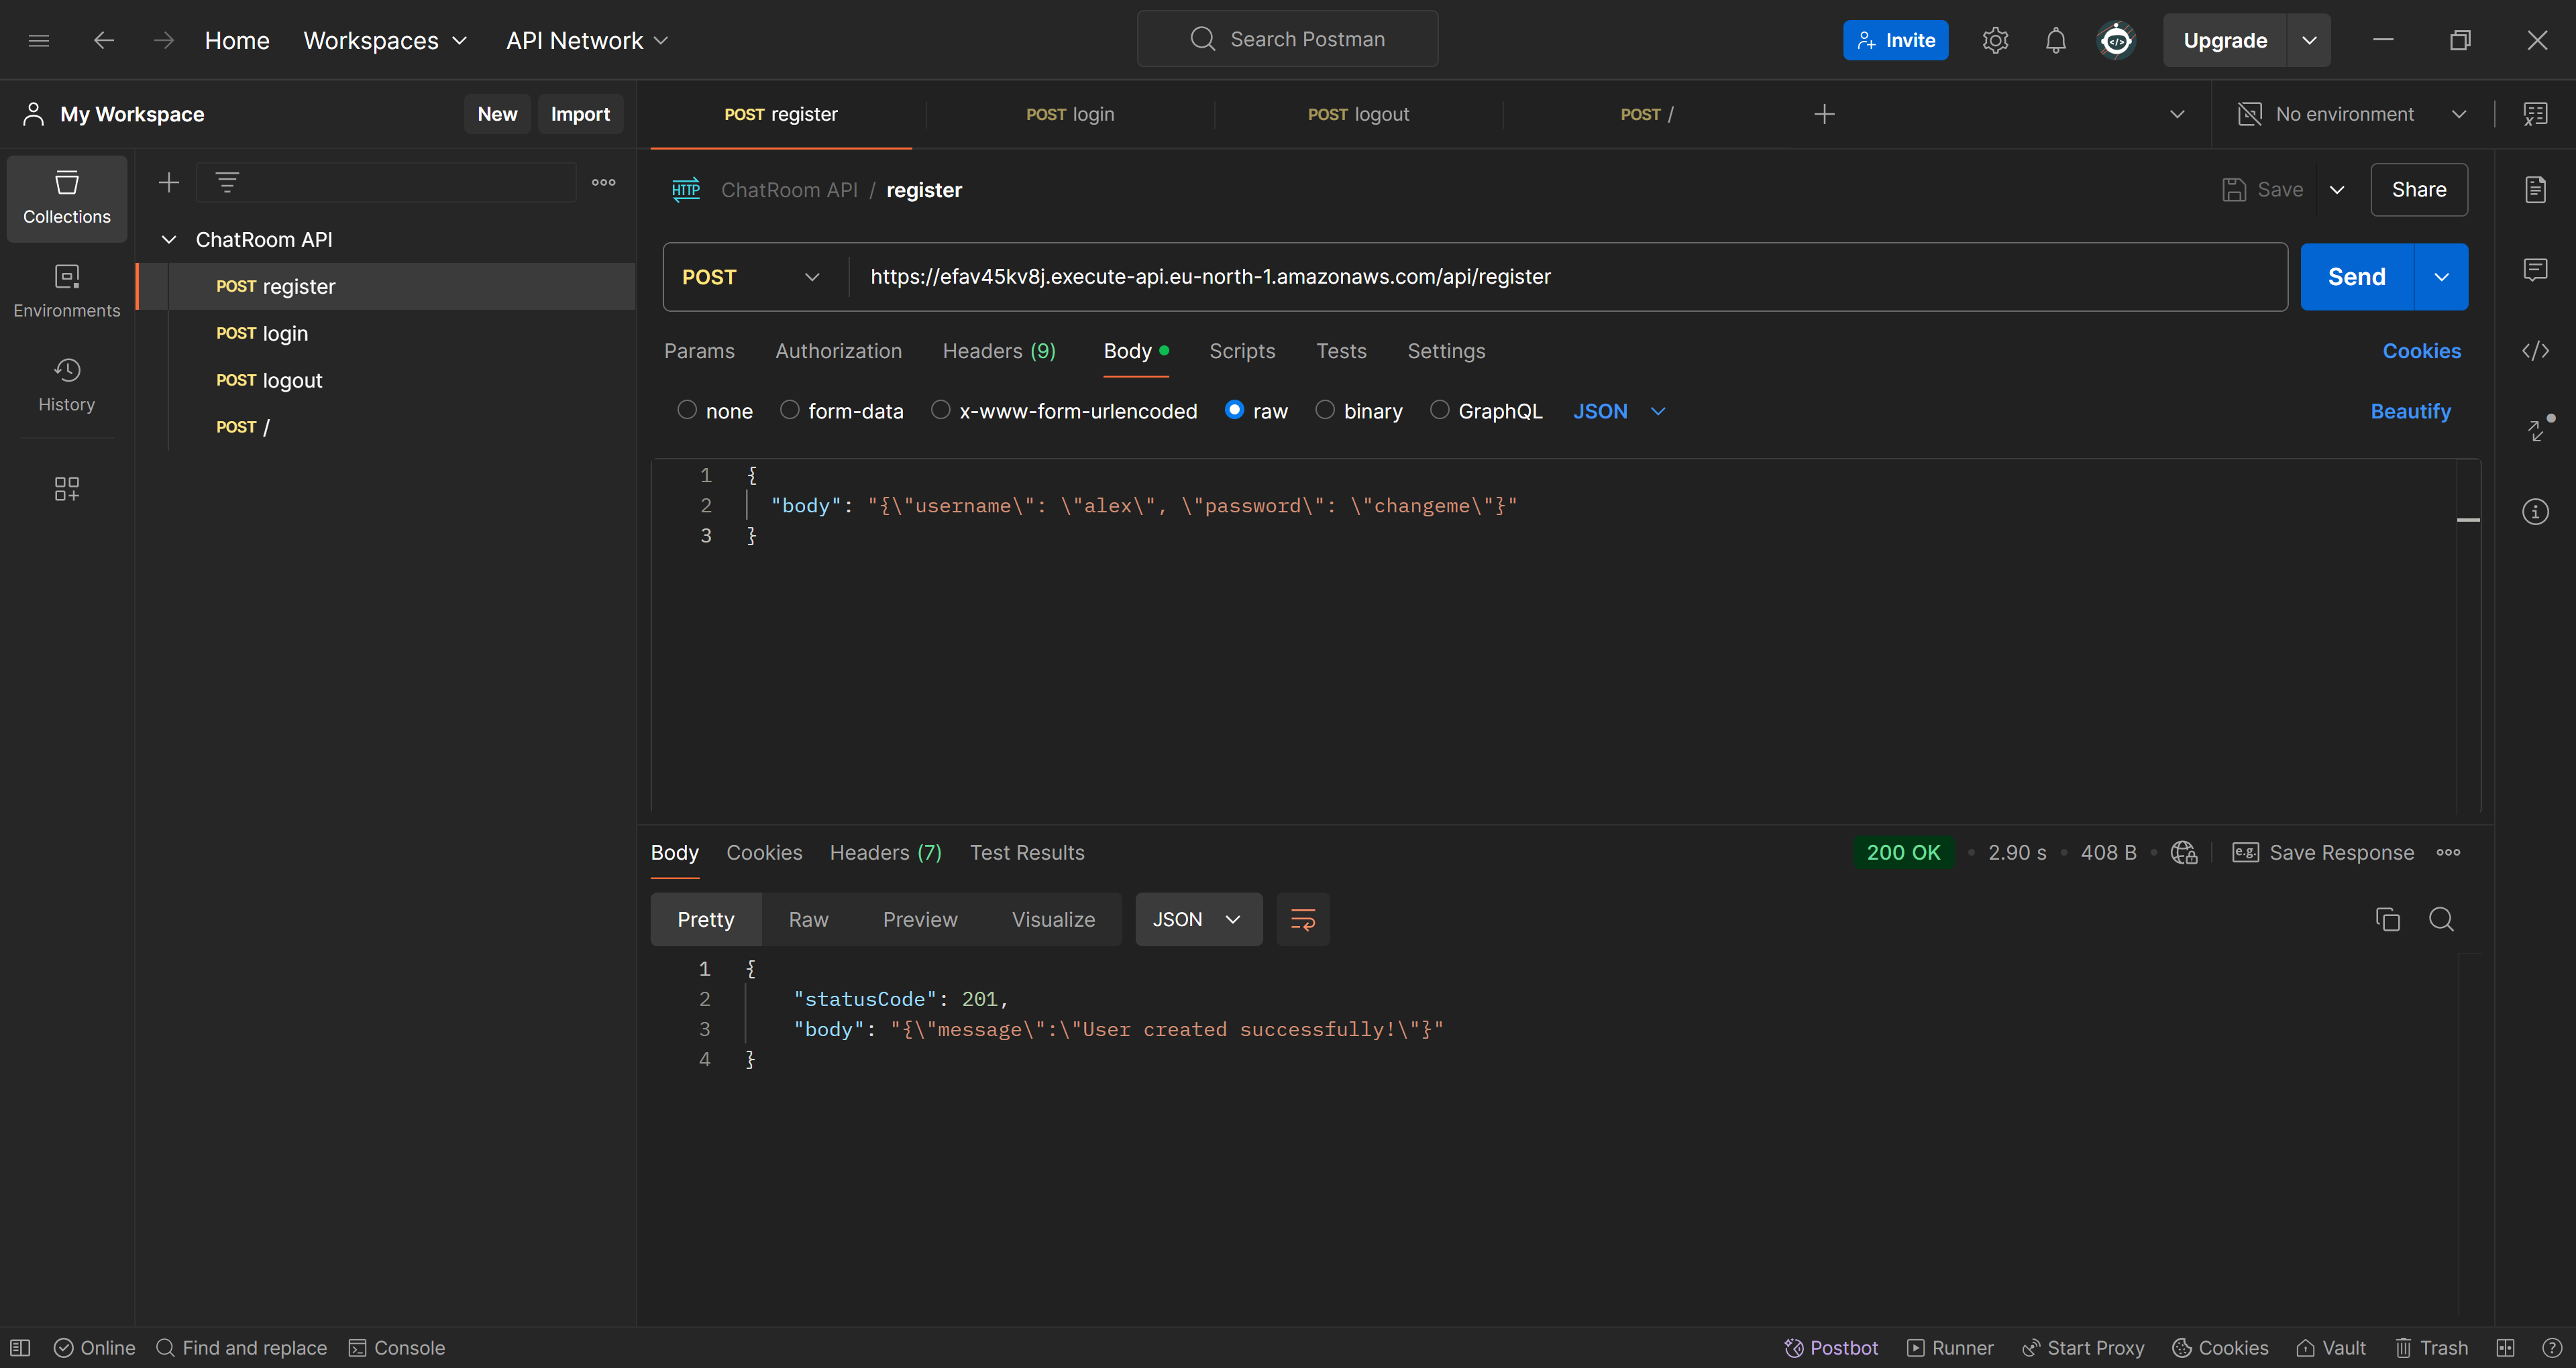 Home Workspaces API Network Search Postman Invite Upgrade
My Workspace New Import POST register POST login POST logout POST / No environment
Collections
Environments
History
ChatRoom API
POST register
POST login
POST logout
POST /
HTTP ChatRoom API / register Save Share
POST https://efav45kv8j.execute-api.eu-north-1.amazonaws.com/api/register Send
Params Authorization Headers (9) Body Scripts Tests Settings Cookies
none form-data x-www-form-urlencoded raw binary GraphQL JSON Beautify
1 {
2 "body": "{\"username\": \"alex\", \"password\": \"changeme\"}"
3 }
Body Cookies Headers (7) Test Results 200 OK 2.90 s 408 B e.g. Save Response
Pretty Raw Preview Visualize JSON
1 {
2 "statusCode": 201,
3 "body": "{\"message\":\"User created successfully!\"}"
4 }
Online Find and replace Console Postbot Runner Start Proxy Cookies Vault Trash